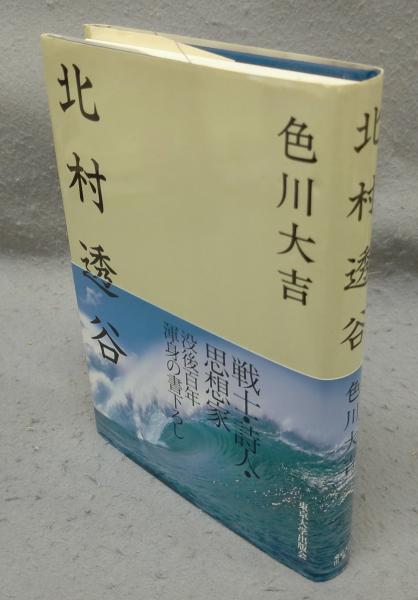 北村透谷
色川大吉
戦士・詩人・
思想家
没後百年
渾身の書下ろし
北村透谷
色川大吉
東京大学出版会